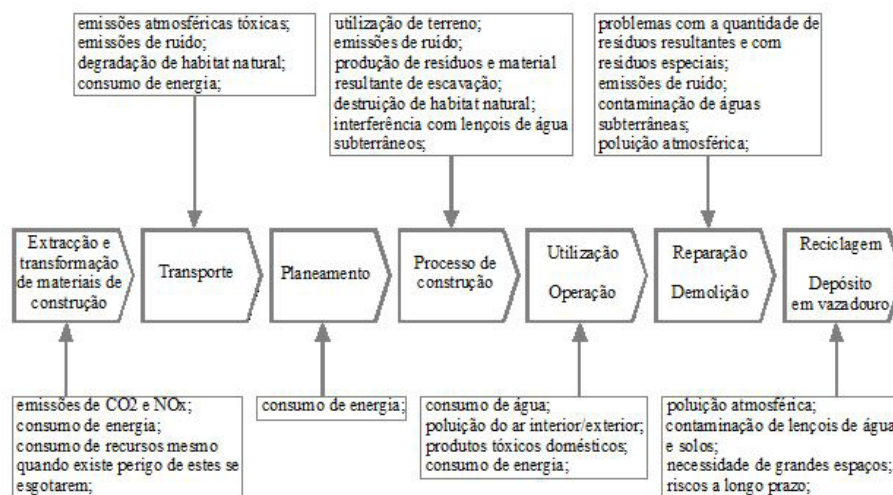 emissões atmosféricas tóxicas;
emissões de ruído;
degradação de habitat natural;
consumo de energia;
utilização de terreno;
emissões de ruido;
produção de residuos e material
resultante de escavação;
destruição de habitat natural;
interferência com lençois de água
subterrâneos;
problemas com a quantidade de
residuos resultantes e com
residuos especiais;
emissões de ruído;
contaminação de águas
subterrâneas;
poluição atmosférica;
Extracção e
transformação
de materiais de
construção
Transporte
Planeamento
Processo de
construção
Utilização
Operação
Reparação
Demolição
Reciclagem
Depósito
em vazadouro
emissões de CO2 e NOx;
consumo de energia;
consumo de recursos mesmo
quando existe perigo de estes se
esgotarem;
consumo de energia;
consumo de água;
poluição do ar interior/exterior;
produtos tóxicos domésticos;
consumo de energia;
poluição atmosférica;
contaminação de lençois de água
e solos;
necessidade de grandes espaços;
riscos a longo prazo;